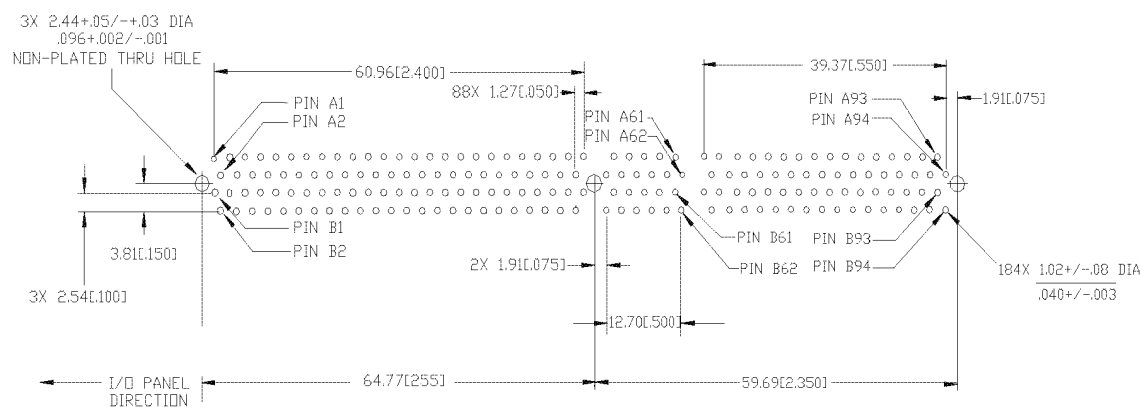 3X 2.44+.05/-+.03 DIA
.096+.002/-.001
NON-PLATED THRU HOLE
60.96[2.400]
39.37[.550]
88X 1.27[.050]
1.91[.075]
PIN A1
PIN A2
PIN A61
PIN A62
PIN A93
PIN A94
PIN B1
PIN B2
PIN B61
PIN B62
PIN B93
PIN B94
3.81[.150]
3X 2.54[.100]
2X 1.91[.075]
184X 1.02+/-.08 DIA
.040+/-.003
12.70[.500]
I/O PANEL
DIRECTION
64.77[255]
59.69[2.350]